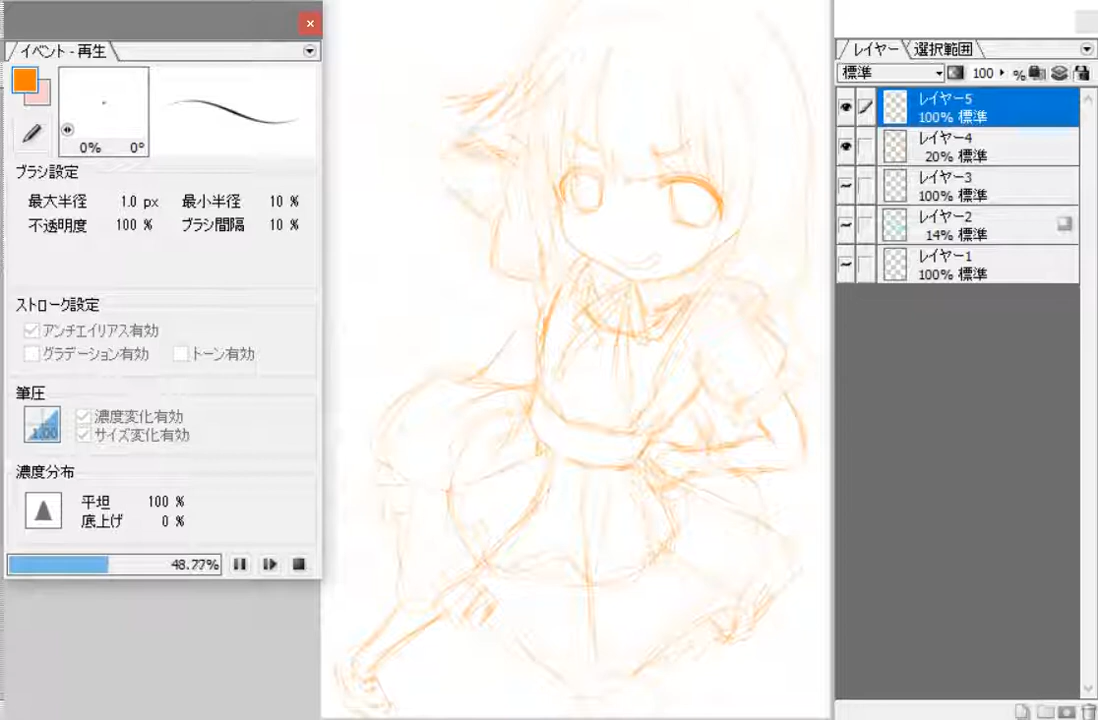 イベント - 再生
0% 0°
ブラシ設定
最大半径 1.0 px 最小半径 10 %
不透明度 100 % ブラシ間隔 10 %
ストローク設定
アンチエイリアス有効
グラデーション有効 トーン有効
筆圧
1.00
濃度変化有効
サイズ変化有効
濃度分布
平坦 100 %
底上げ 0 %
48.77%
レイヤー 選択範囲
標準 100 %
レイヤー5
100% 標準
レイヤー4
20% 標準
レイヤー3
100% 標準
レイヤー2
14% 標準
レイヤー1
100% 標準